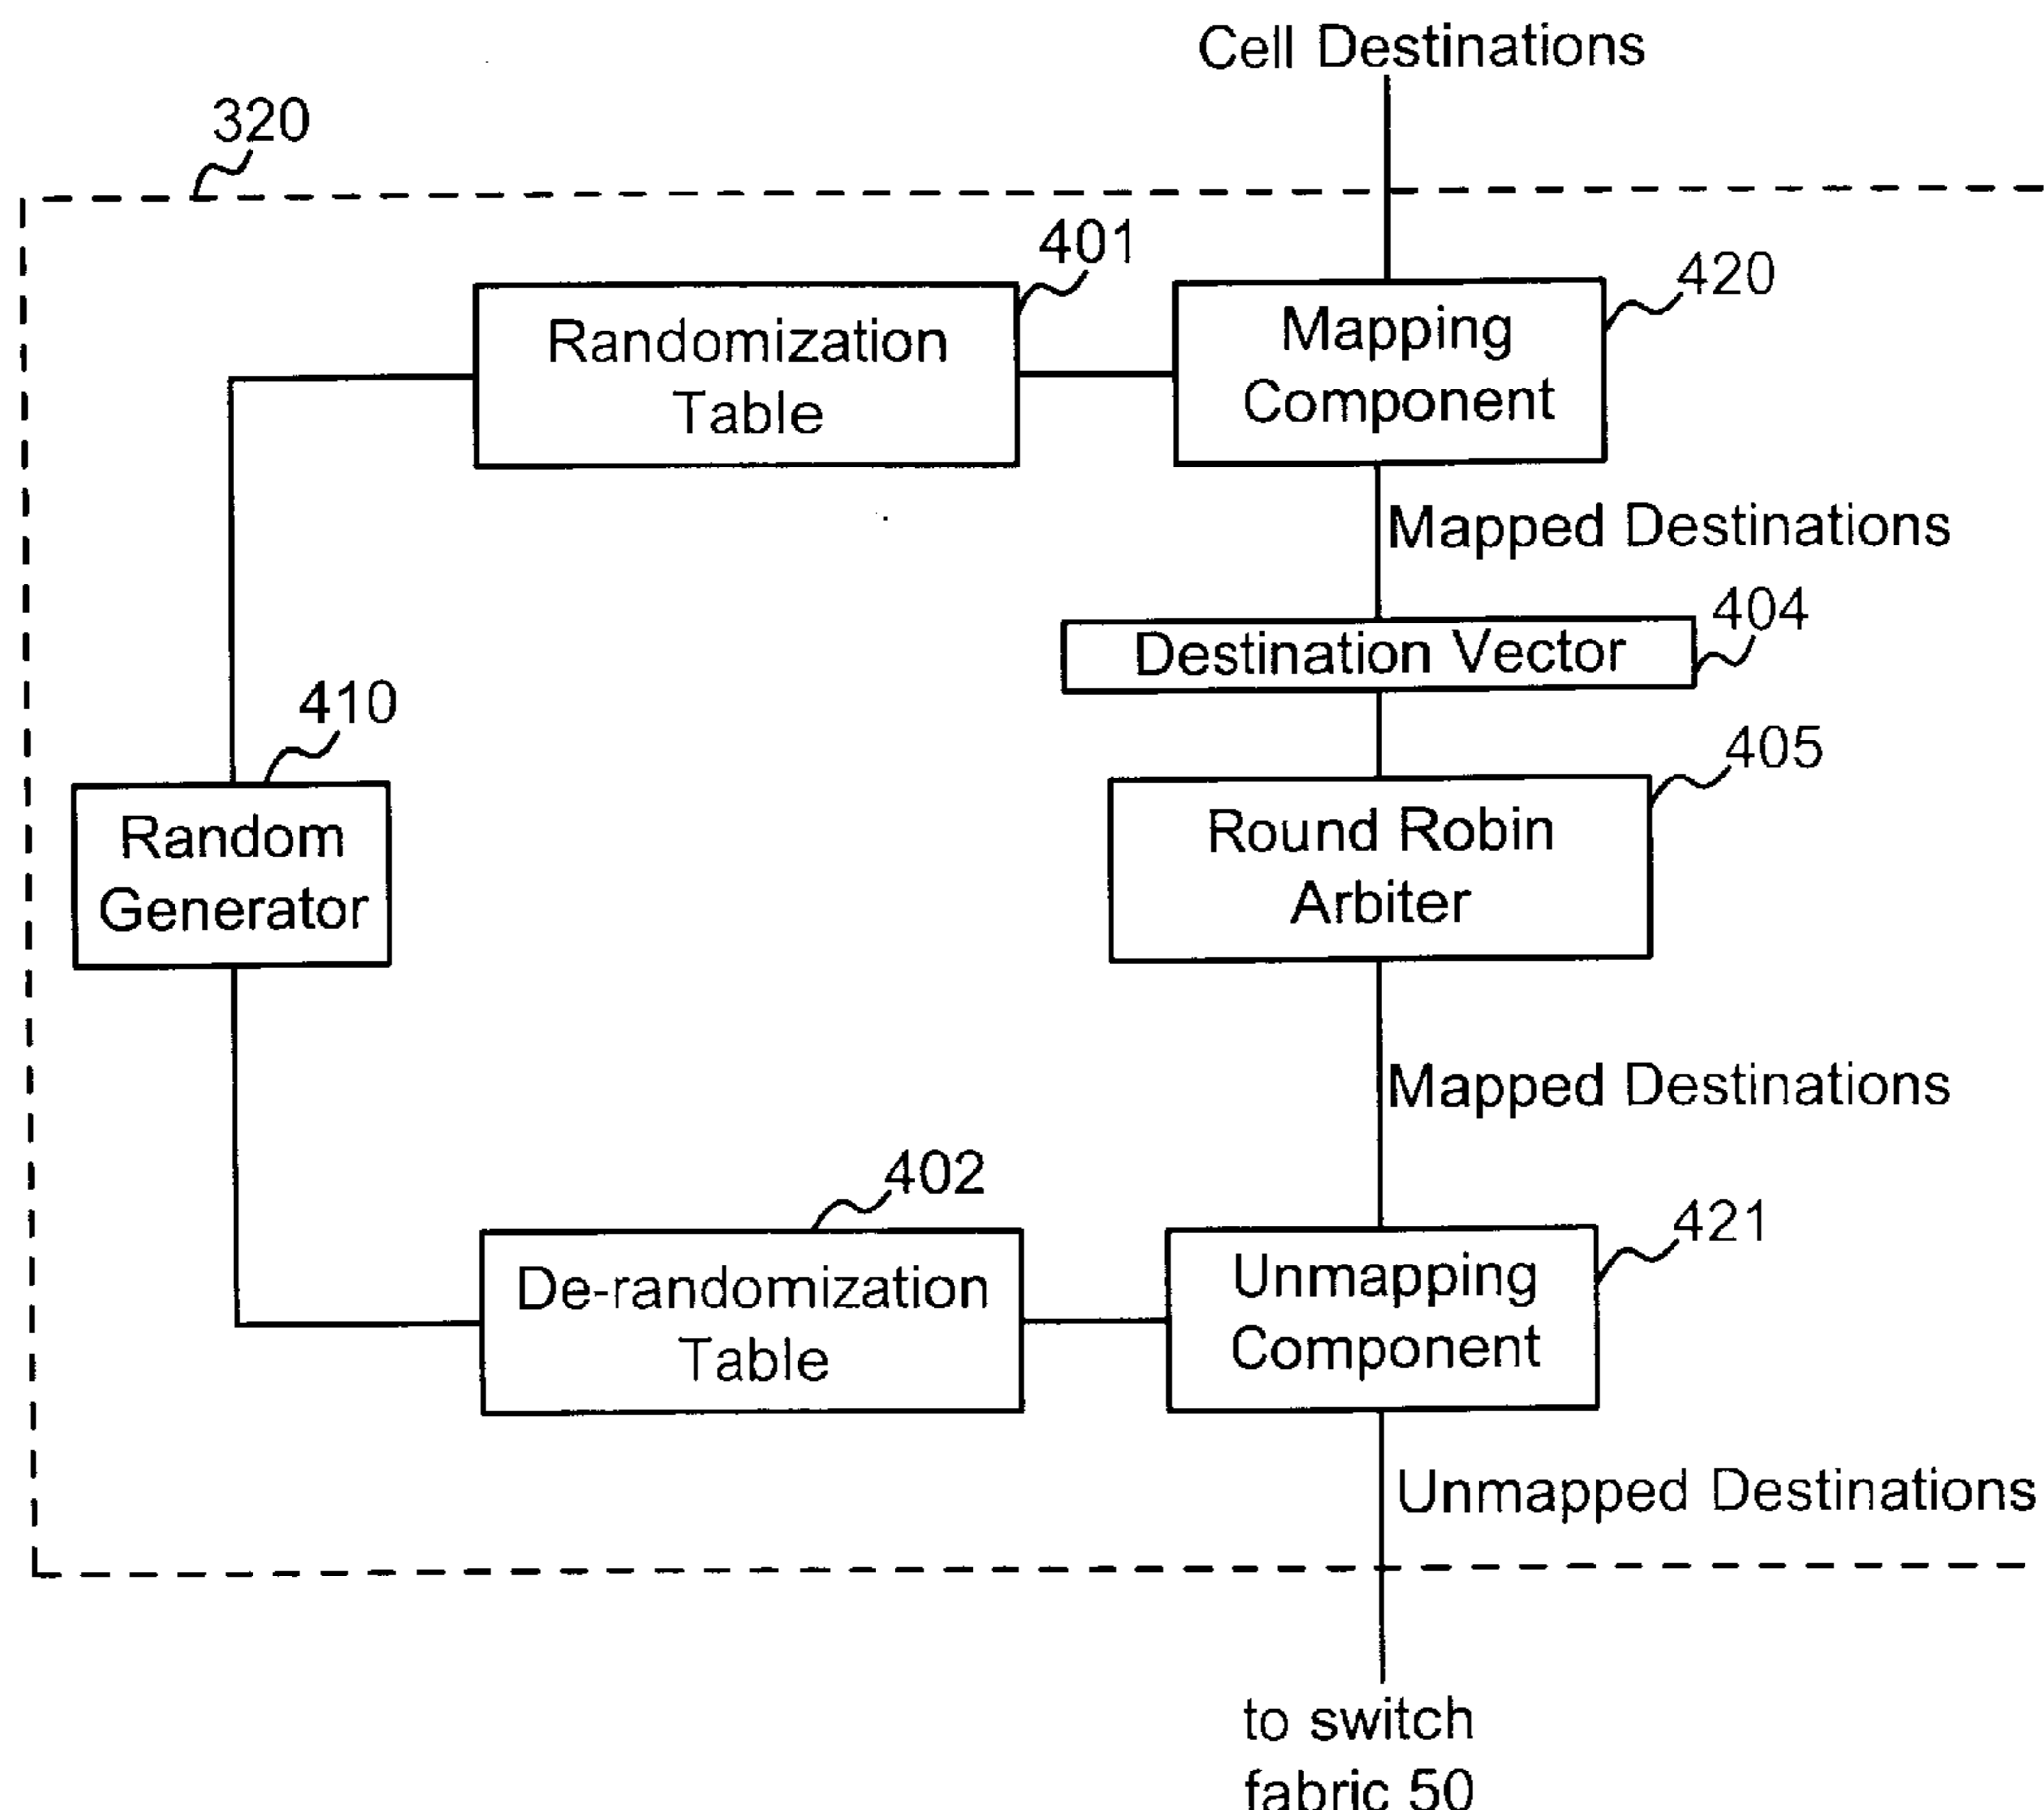 Cell Destinations
320
401
420
Randomization
Table
Mapping
Component
Mapped Destinations
404
Destination Vector
410
405
Random
Generator
Round Robin
Arbiter
Mapped Destinations
402
421
De-randomization
Table
Unmapping
Component
Unmapped Destinations
to switch
fabric 50